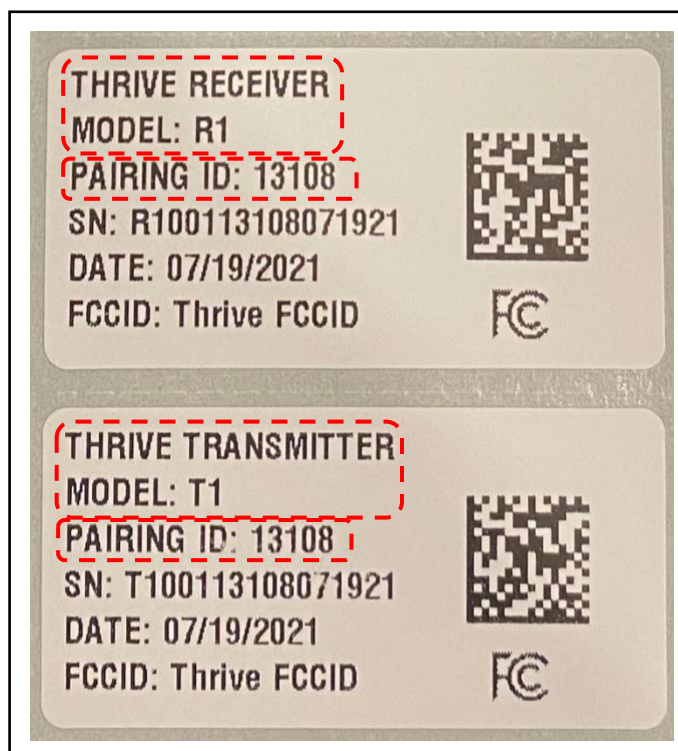 THRIVE RECEIVER
MODEL: R1
PAIRING ID: 13108
SN: R100113108071921
DATE: 07/19/2021
FCCID: Thrive FCCID
FC
THRIVE TRANSMITTER
MODEL: T1
PAIRING ID: 13108
SN: T100113108071921
DATE: 07/19/2021
FCCID: Thrive FCCID
FC